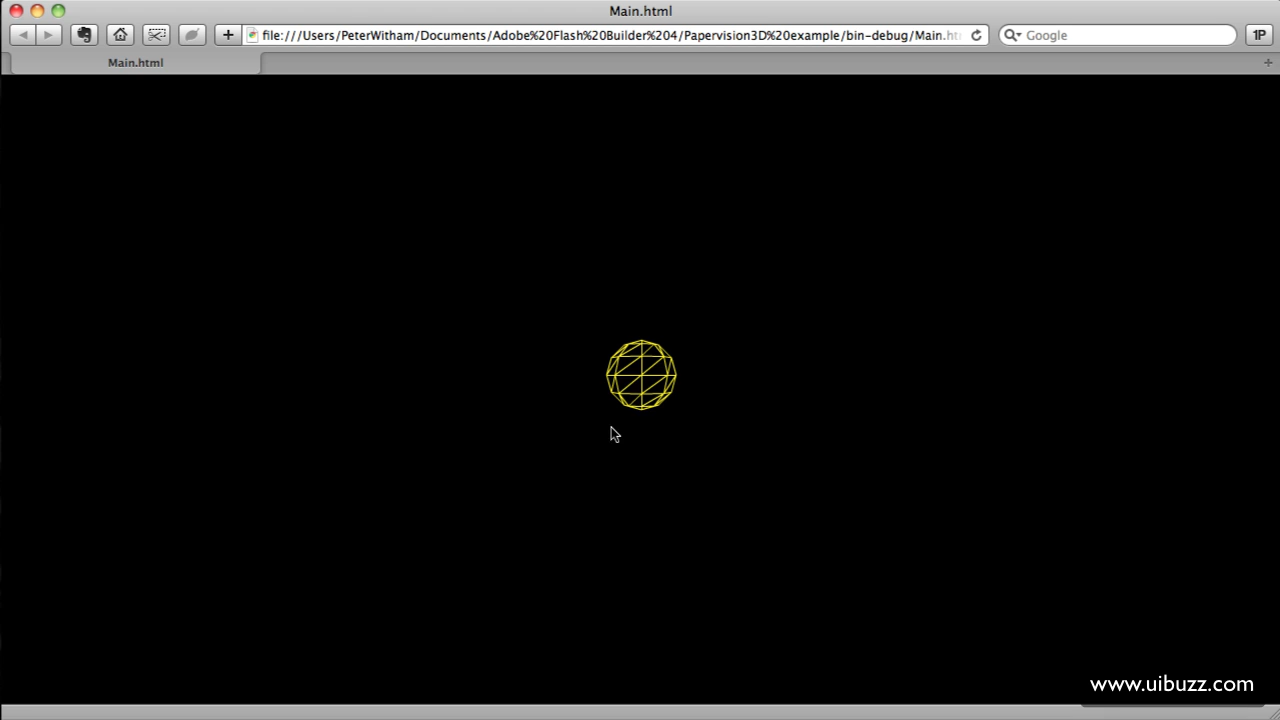 Main.html
file:///Users/PeterWitham/Documents/Adobe%20Flash%20Builder%204/Papervision3D%20example/bin-debug/Main.ht
Google
1P
Main.html
www.uibuzz.com